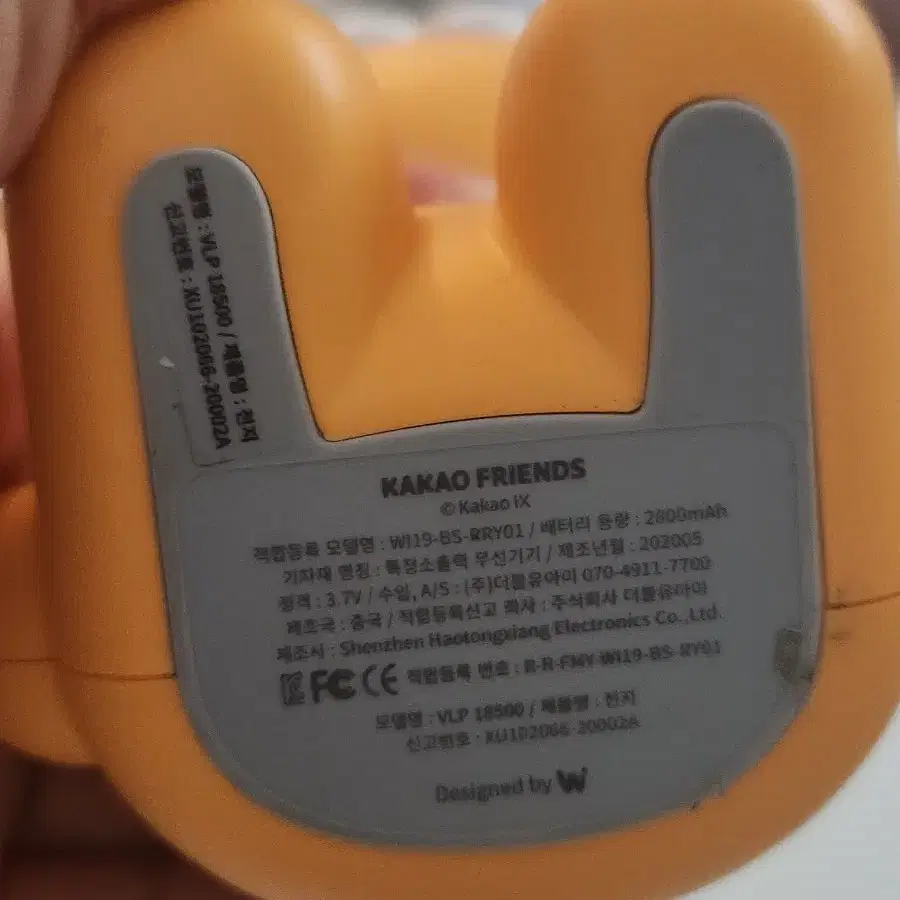 모델명 : VLP 18500 / 제품명 : 전지
신고번호 : XU102066-20002A
KAKAO FRIENDS
© Kakao IX
적합등록 모델명 : WI19-BS-RRY01 / 배터리 용량 : 2800mAh
기자재 명칭 : 특정소출력 무선기기 / 제조년월 : 202005
정격 : 3.7V / 수입, A/S : (주)더블유아이 070-4911-7700
제조국 : 중국 / 적합등록신고 회사 : 주식회사 더블유아이
제조사 : Shenzhen Haotongxiang Electronics Co., Ltd.
FC CE 적합등록 번호 : R-R-FMY-WI19-BS-RY01
모델명 : VLP 18500 / 제품명 : 전지
신고번호 : XU102066-20002A
Designed by W